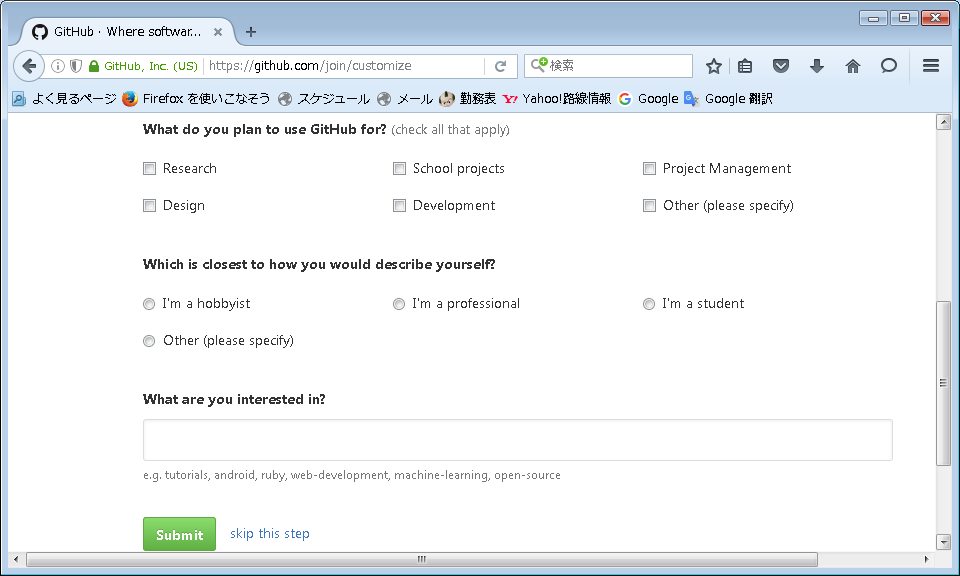 GitHub · Where softwar...
GitHub, Inc. (US) https://github.com/join/customize 検索
よく見るページ Firefox を使いこなそう スケジュール メール 勤務表 Yahoo!路線情報 Google Google 翻訳
What do you plan to use GitHub for? (check all that apply)
Research School projects Project Management
Design Development Other (please specify)
Which is closest to how you would describe yourself?
I'm a hobbyist I'm a professional I'm a student
Other (please specify)
What are you interested in?
e.g. tutorials, android, ruby, web-development, machine-learning, open-source
Submit skip this step